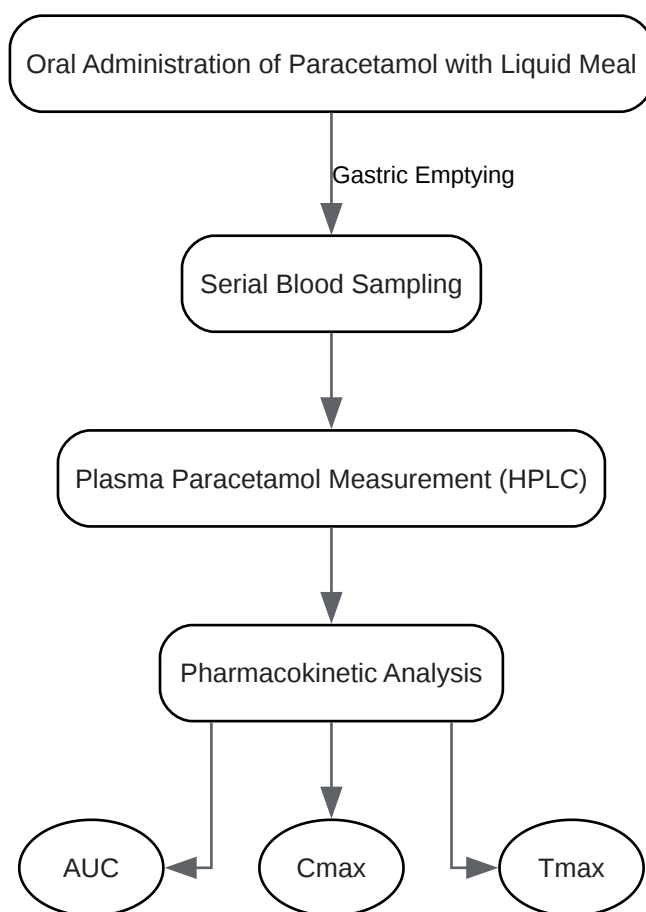 Oral Administration of Paracetamol with Liquid Meal
Gastric Emptying
Serial Blood Sampling
Plasma Paracetamol Measurement (HPLC)
Pharmacokinetic Analysis
AUC
Cmax
Tmax